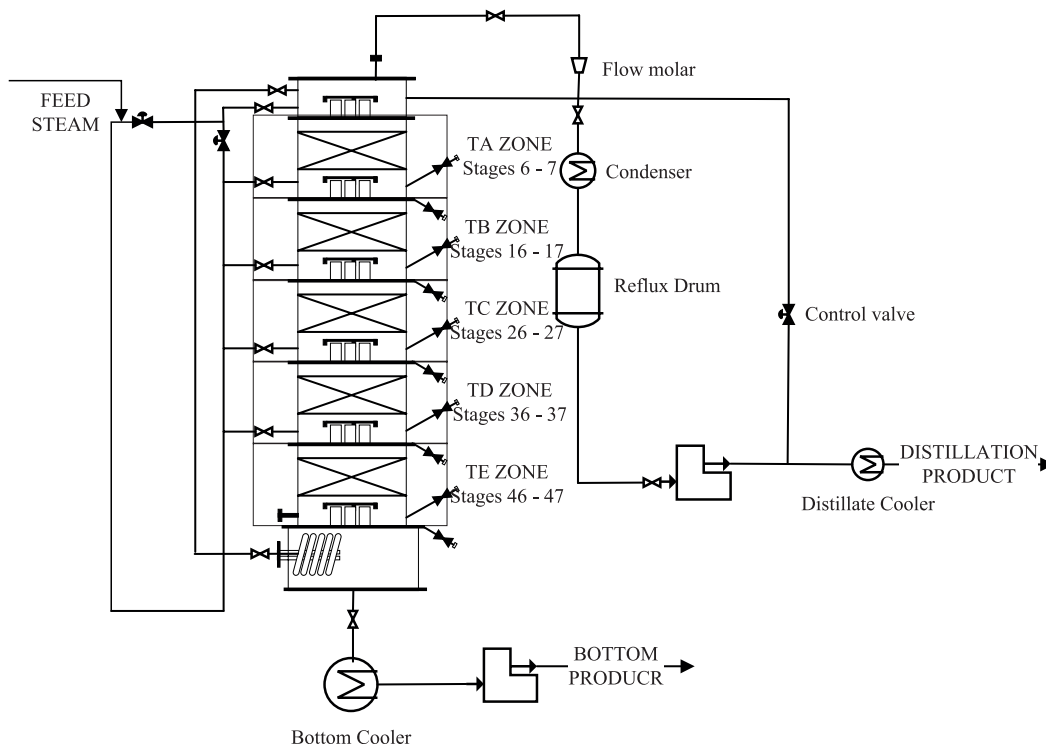 Flow molar
FEED
STEAM
TA ZONE
Stages 6 - 7
Condenser
TB ZONE
Stages 16 - 17
Reflux Drum
TC ZONE
Stages 26 - 27
Control valve
TD ZONE
Stages 36 - 37
TE ZONE
Stages 46 - 47
DISTILLATION
PRODUCT
Distillate Cooler
BOTTOM
PRODUCR
Bottom Cooler